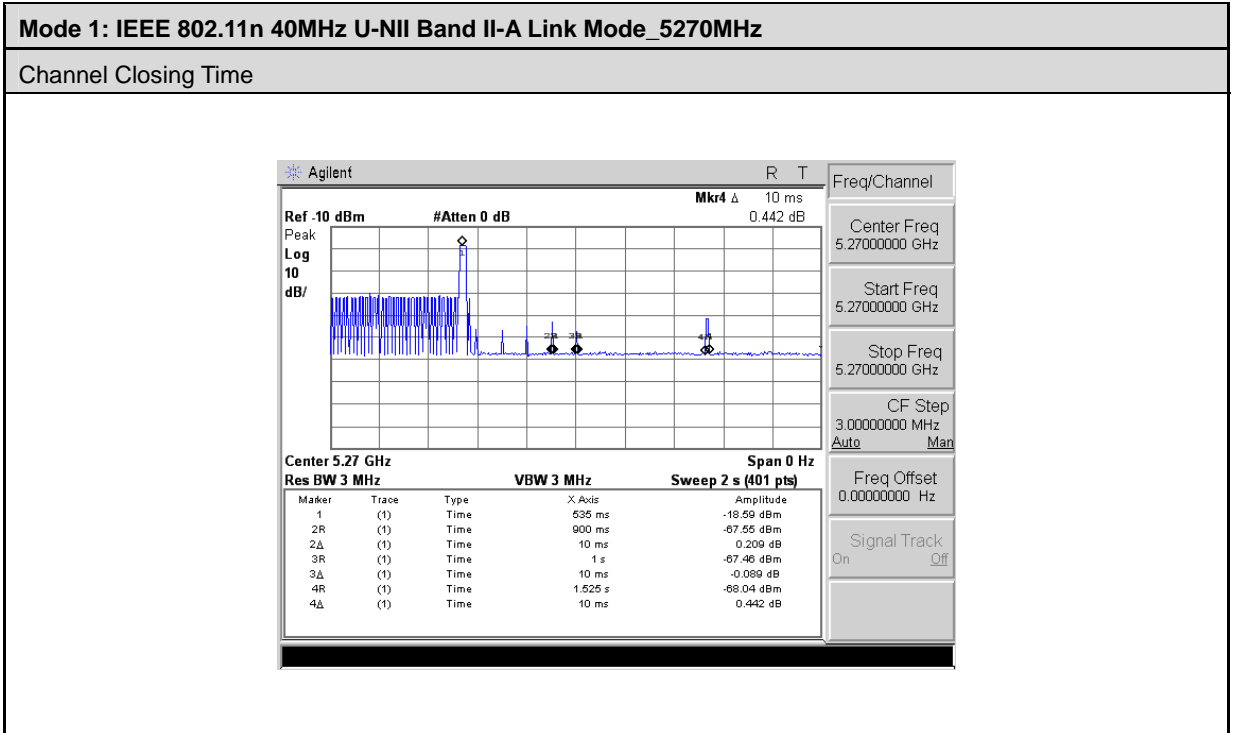 Mode 1: IEEE 802.11n 40MHz U-NII Band II-A Link Mode_5270MHz
Channel Closing Time
Agilent R T
Mkr4 Δ 10 ms
Ref -10 dBm #Atten 0 dB 0.442 dB
Peak
Log
10
dB/
1
Center 5.27 GHz Span 0 Hz
Res BW 3 MHz VBW 3 MHz Sweep 2 s (401 pts)
Marker Trace Type X Axis Amplitude
1 (1) Time 535 ms -18.59 dBm
2R (1) Time 900 ms -67.55 dBm
2Δ (1) Time 10 ms 0.209 dB
3R (1) Time 1 s -67.46 dBm
3Δ (1) Time 10 ms -0.089 dB
4R (1) Time 1.525 s -68.04 dBm
4Δ (1) Time 10 ms 0.442 dB
Freq/Channel
Center Freq
5.27000000 GHz
Start Freq
5.27000000 GHz
Stop Freq
5.27000000 GHz
CF Step
3.00000000 MHz
Auto Man
Freq Offset
0.00000000 Hz
Signal Track
On Off